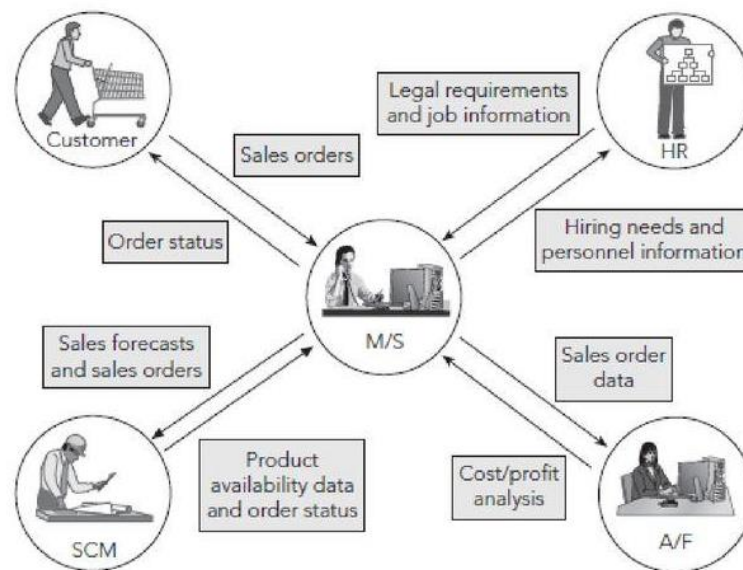 Customer
Legal requirements
and job information
HR
Sales orders
Order status
Hiring needs and
personnel information
M/S
Sales forecasts
and sales orders
Sales order
data
Product
availability data
and order status
Cost/profit
analysis
SCM
A/F